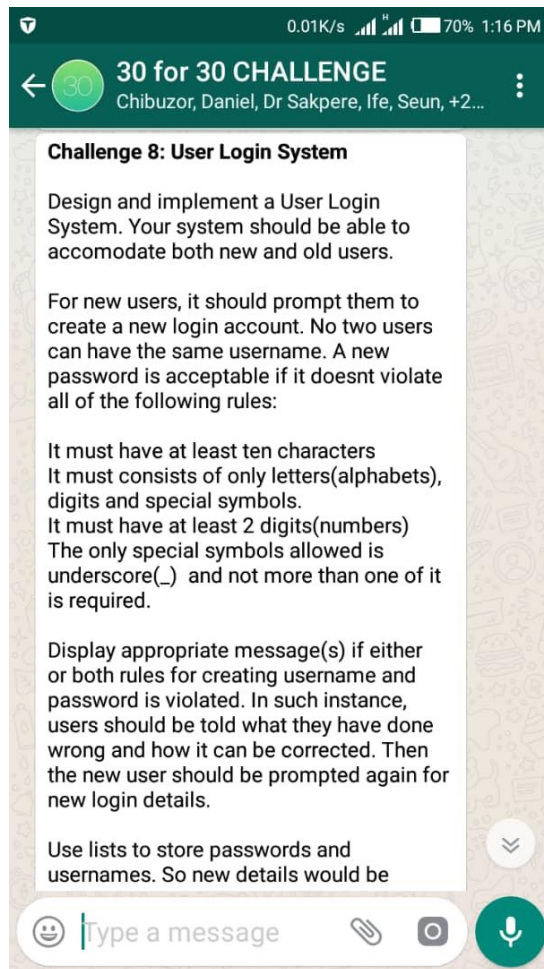 0.01K/s H 70% 1:16 PM
30 30 for 30 CHALLENGE
Chibuzor, Daniel, Dr Sakpere, Ife, Seun, +2...
Challenge 8: User Login System
Design and implement a User Login
System. Your system should be able to
accomodate both new and old users.
For new users, it should prompt them to
create a new login account. No two users
can have the same username. A new
password is acceptable if it doesnt violate
all of the following rules:
It must have at least ten characters
It must consists of only letters(alphabets),
digits and special symbols.
It must have at least 2 digits(numbers)
The only special symbols allowed is
underscore(_)  and not more than one of it
is required.
Display appropriate message(s) if either
or both rules for creating username and
password is violated. In such instance,
users should be told what they have done
wrong and how it can be corrected. Then
the new user should be prompted again for
new login details.
Use lists to store passwords and
usernames. So new details would be
Type a message